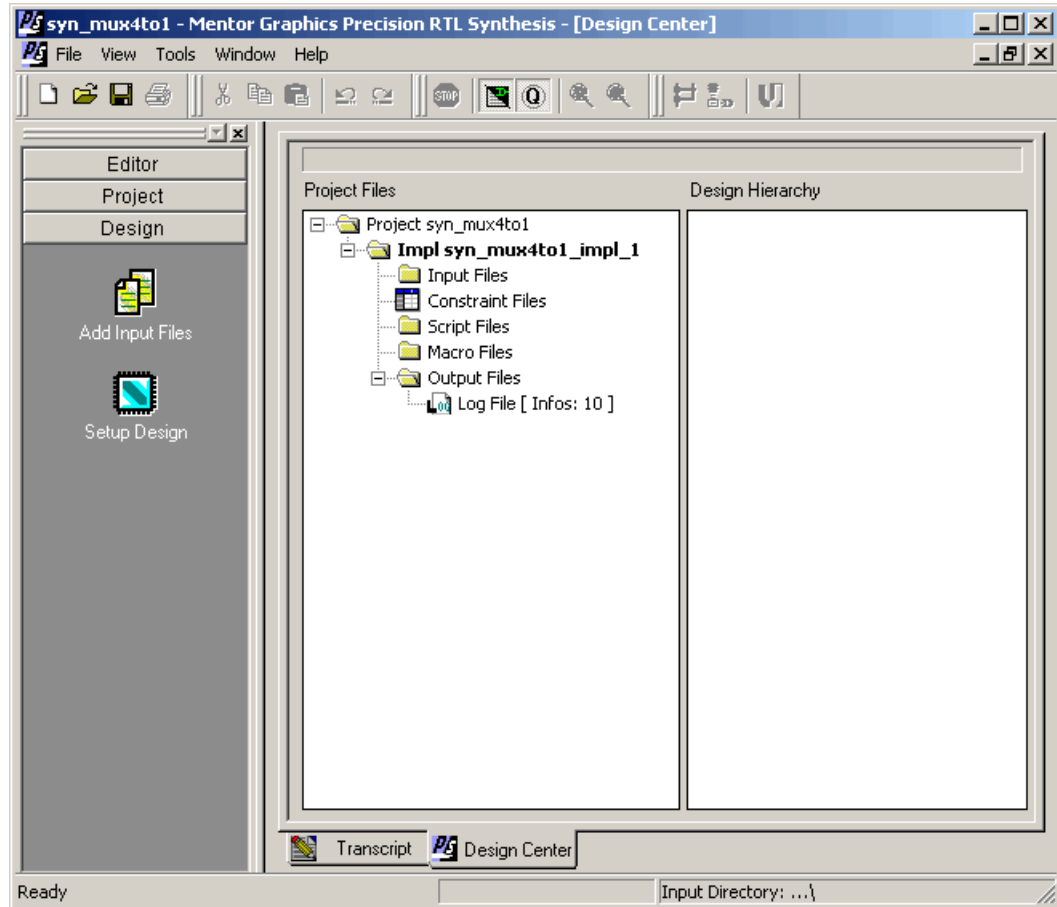 syn_mux4to1 - Mentor Graphics Precision RTL Synthesis - [Design Center]
File View Tools Window Help
STOP Q
Editor
Project
Design
Add Input Files
Setup Design
Project Files
Design Hierarchy
Project syn_mux4to1
Impl syn_mux4to1_impl_1
Input Files
Constraint Files
Script Files
Macro Files
Output Files
Log File [ Infos: 10 ]
Transcript
Design Center
Ready
Input Directory: ...\